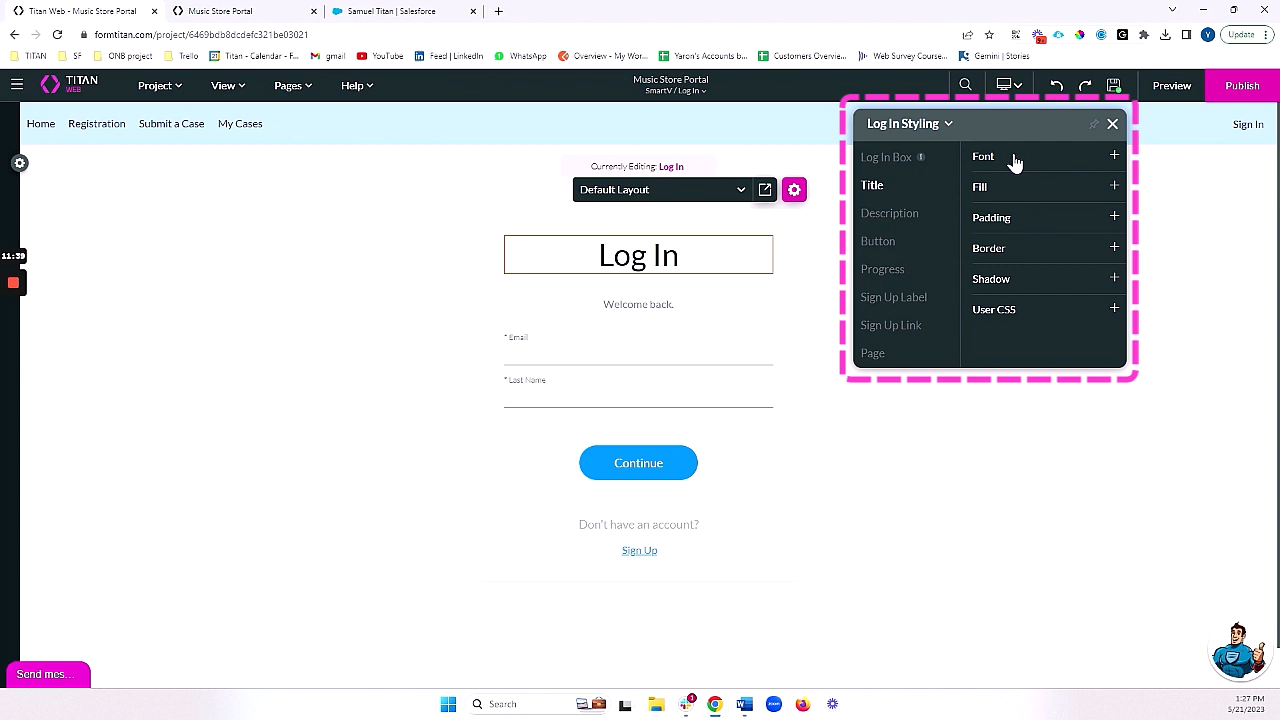 Titan Web - Music Store Portal
Music Store Portal
Samuel Titan | Salesforce
formtitan.com/project/6469bdb8dcdefc321be03021
Update
TITAN
SF
ONB project
Trello
Titan - Calendar - F...
gmail
YouTube
Feed | LinkedIn
WhatsApp
Overview - My Wor...
Yaron's Accounts b...
Customers Overvie...
Web Survey Course...
Gemini | Stories
TITAN
WEB
Project
View
Pages
Help
Music Store Portal
SmartV / Log In
Preview
Publish
Home
Registration
Submit a Case
My Cases
Sign In
Log In Styling
Log In Box
Title
Description
Button
Progress
Sign Up Label
Sign Up Link
Page
Font
Fill
Padding
Border
Shadow
User CSS
Currently Editing: Log In
Default Layout
11:39
Log In
Welcome back.
* Email
* Last Name
Continue
Don't have an account?
Sign Up
Send mes...
Search
1
1:27 PM
5/21/2023